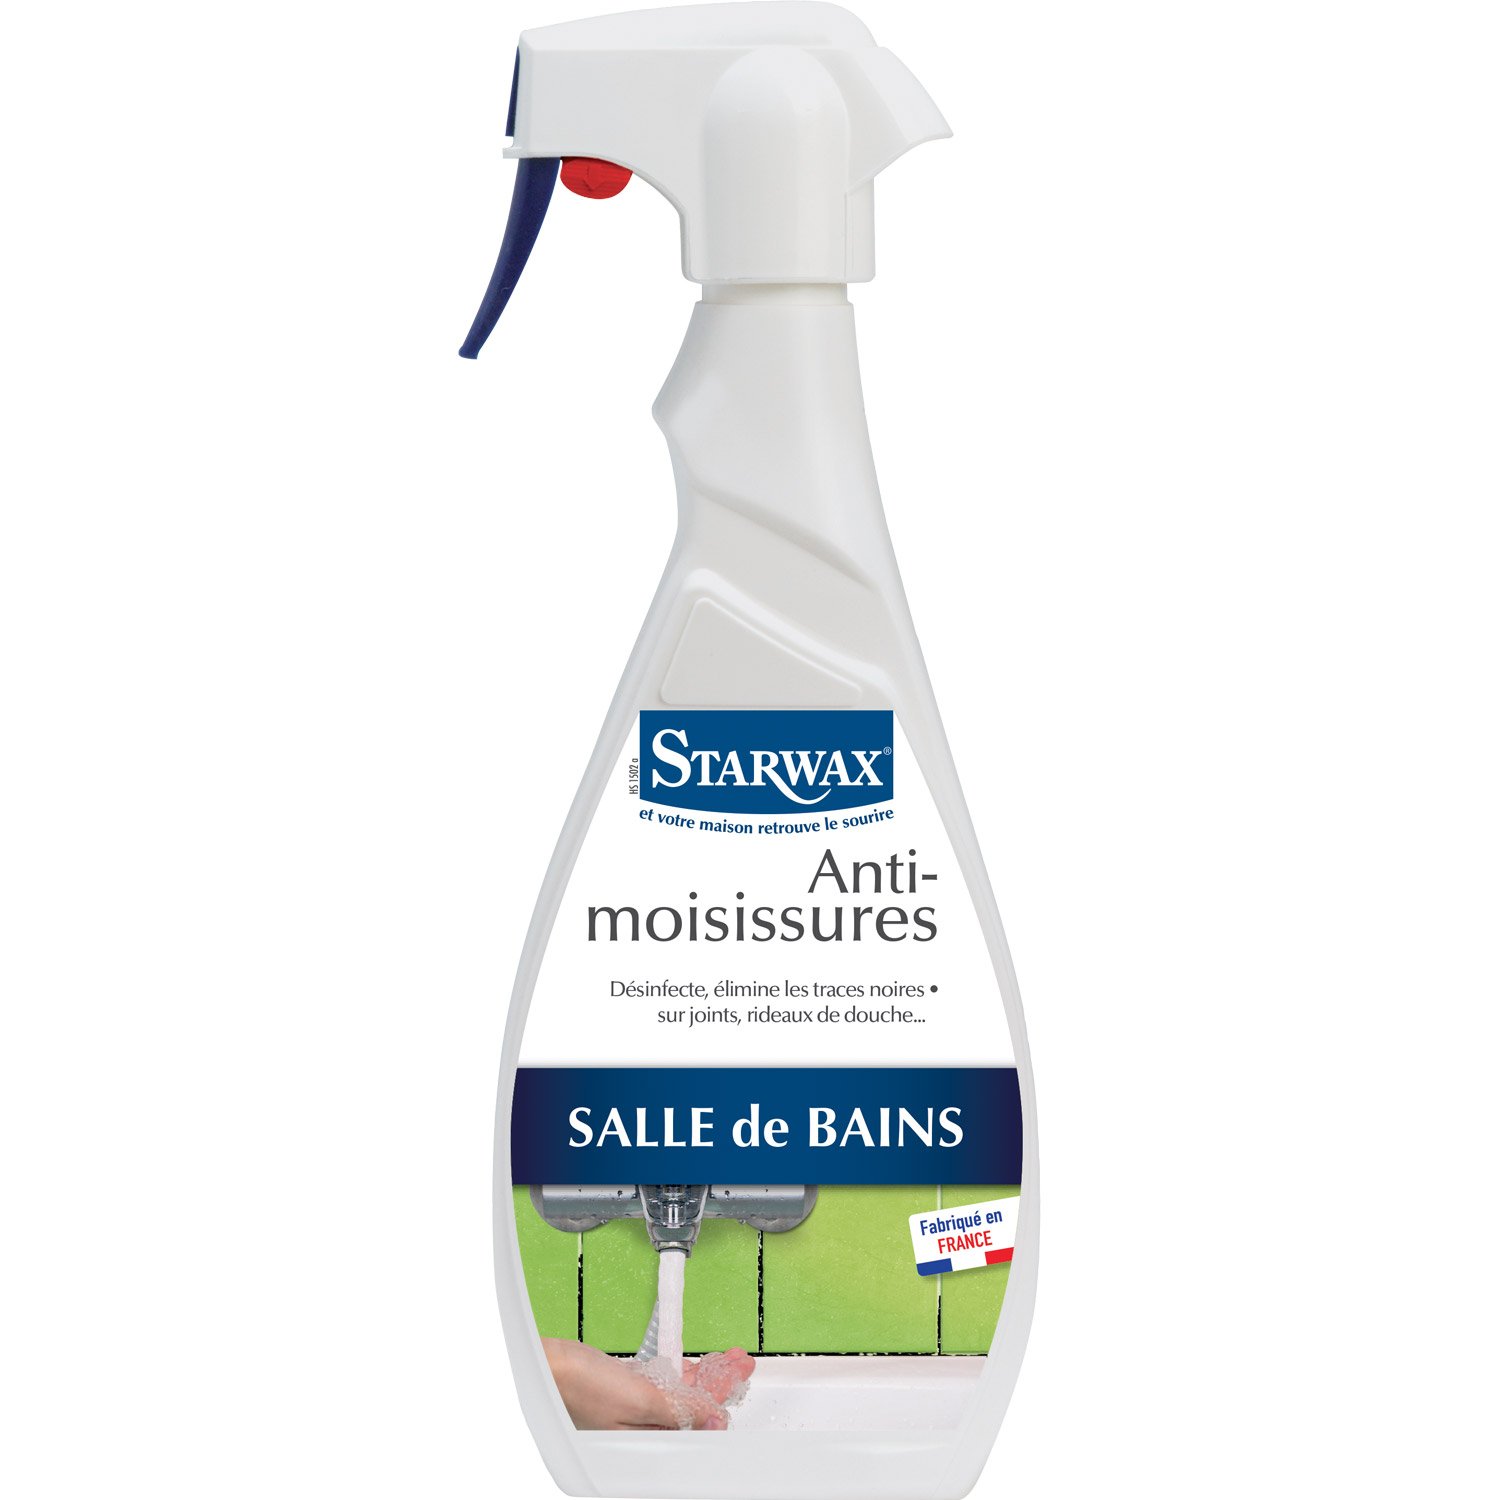 STARWAX®
HS 1502 a
et votre maison retrouve le sourire
Anti-
moisissures
Désinfecte, élimine les traces noires •
sur joints, rideaux de douche...
SALLE de BAINS
Fabriqué en
FRANCE